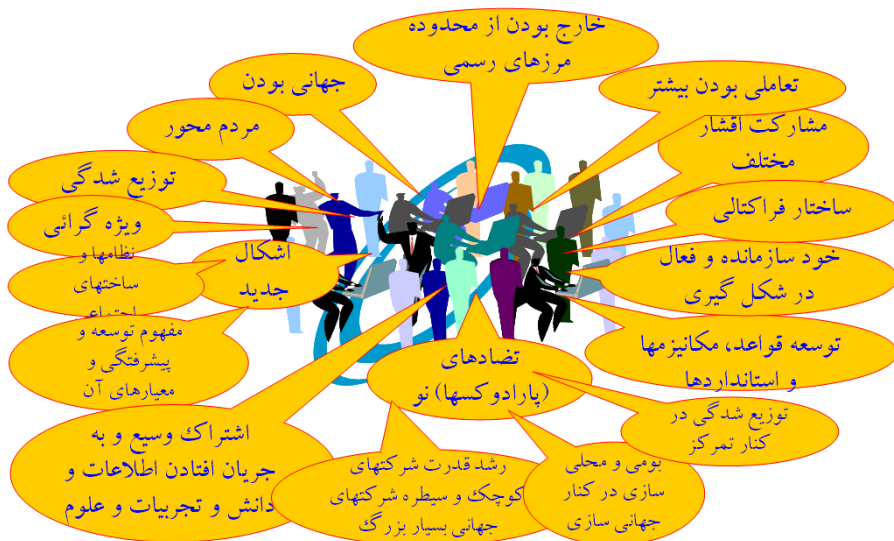 خارج بودن از محدوده
مرزهای رسمی
جهانی بودن
تعاملی بودن بیشتر
مردم محور
مشارکت اقشار
مختلف
توزیع شدگی
ساختار فراکتالی
ویژه گرائی
نظامها و
ساختهای
اشکال
جدید
خود سازمانده و فعال
در شکل گیری
مفهوم توسعه و
پیشرفتگی و
معیارهای آن
توسعه قواعد، مکانیزمها
و استانداردها
تضادهای
(پارادوکسها) نو
توزیع شدگی در
کنار تمرکز
اشتراک وسیع و به
جریان افتادن اطلاعات و
دانش و تجربیات و علوم
رشد قدرت شرکتهای
کوچک و سیطره شرکتهای
جهانی بسیار بزرگ
بومی و محلی
سازی در کنار
جهانی سازی